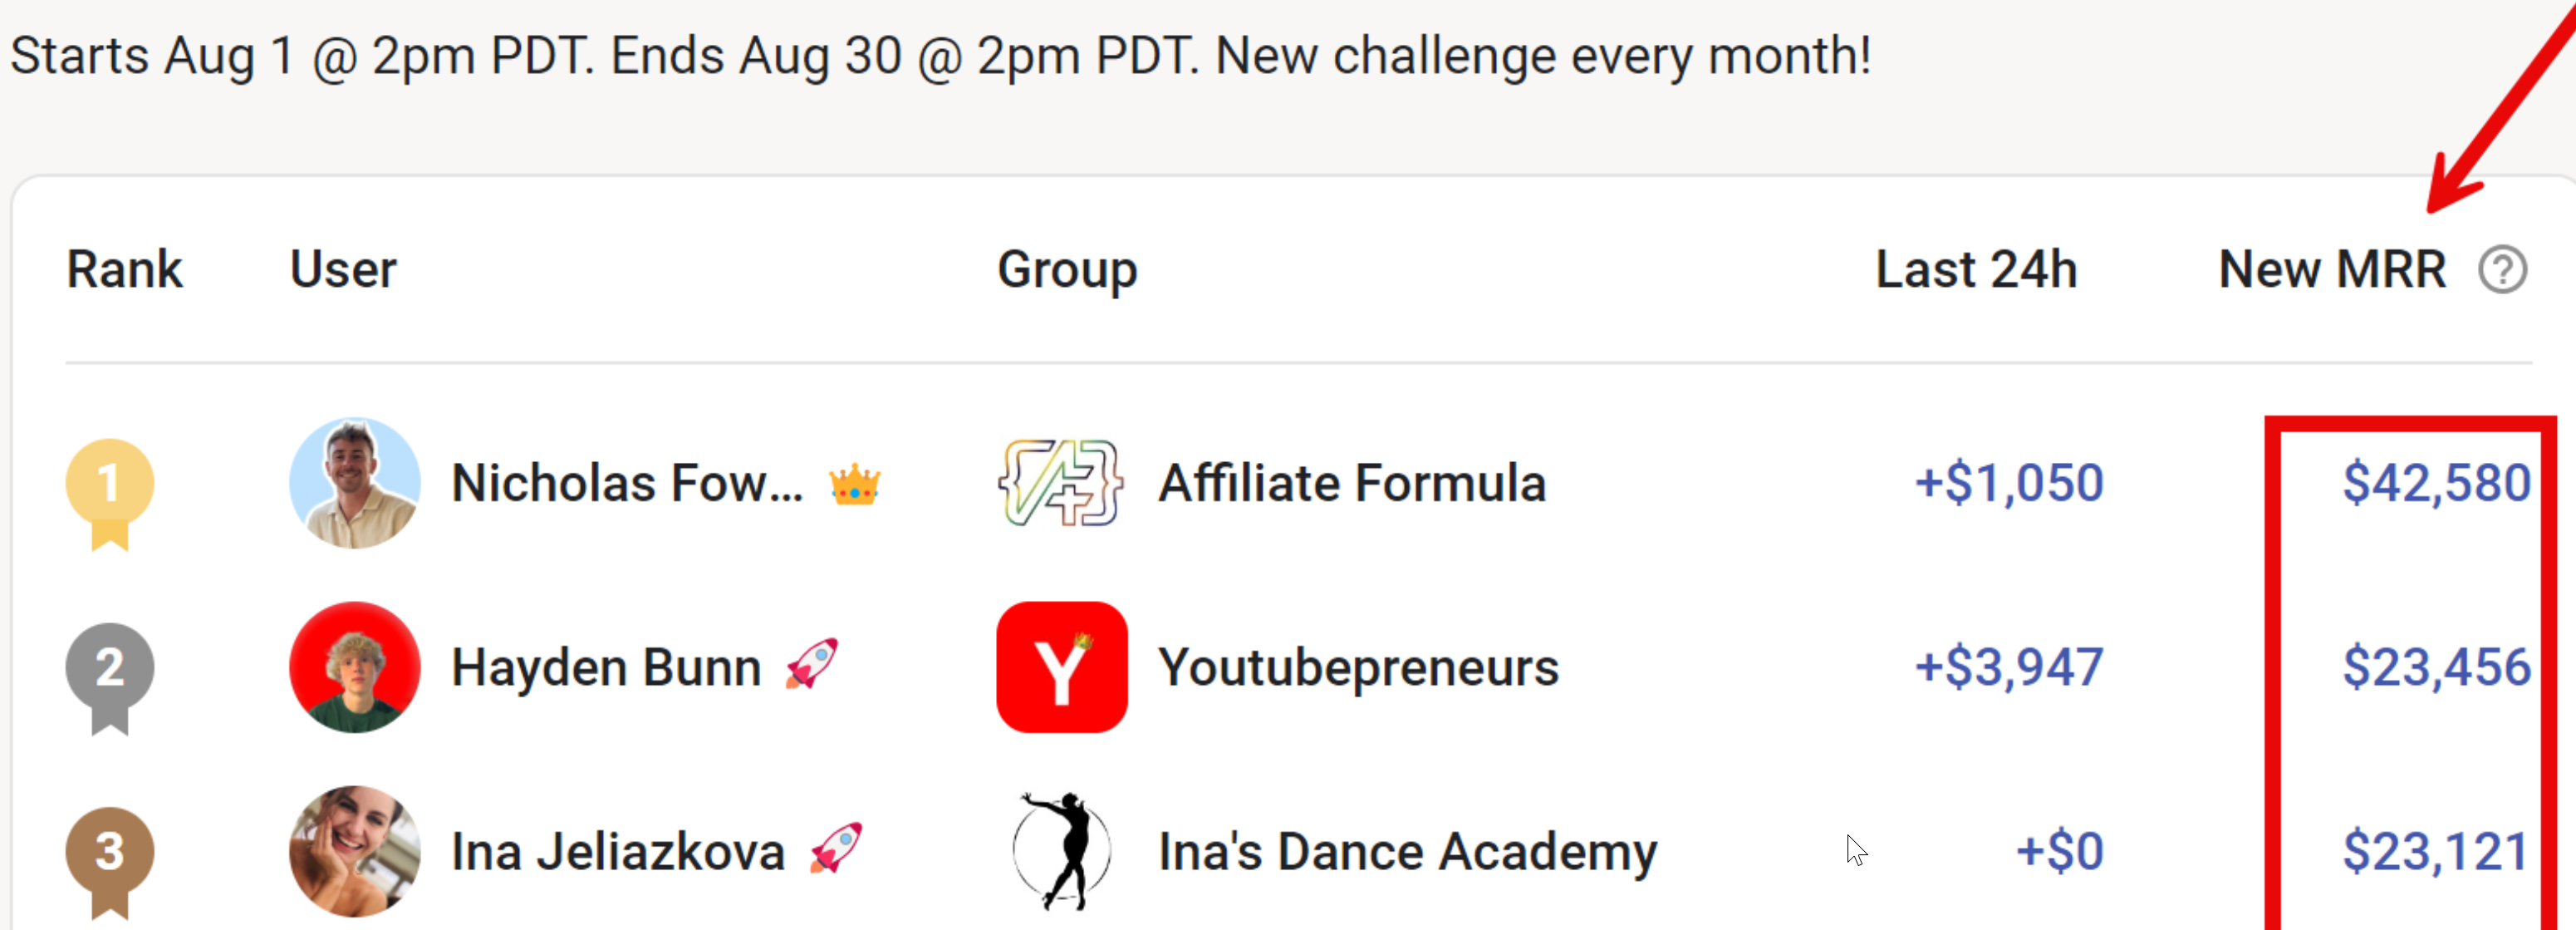 Starts Aug 1 @ 2pm PDT. Ends Aug 30 @ 2pm PDT. New challenge every month!
Rank User Group Last 24h New MRR ?
1 Nicholas Fow... 👑 Affiliate Formula +$1,050 $42,580
2 Hayden Bunn 🚀 Y Youtubepreneurs +$3,947 $23,456
3 Ina Jeliazkova 🚀 Ina's Dance Academy +$0 $23,121